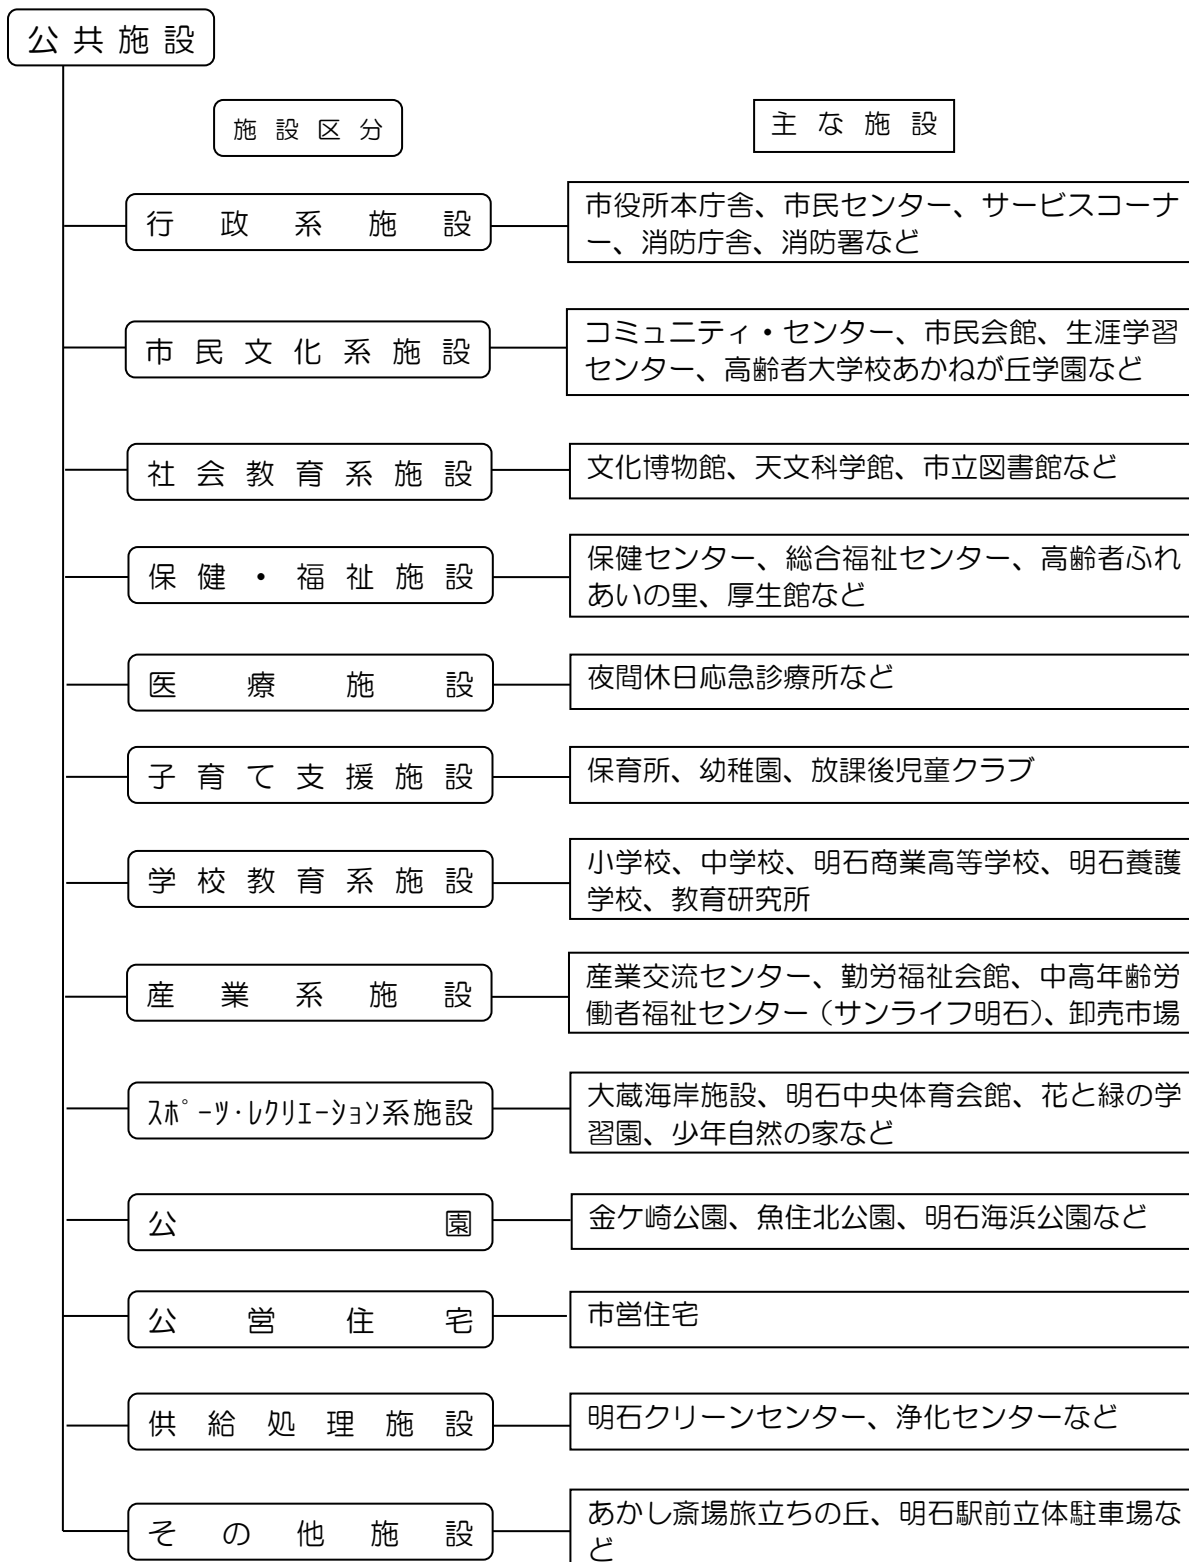 公共施設
施設区分
主な施設
行政系施設
市役所本庁舎、市民センター、サービスコーナ
ー、消防庁舎、消防署など
市民文化系施設
コミュニティ・センター、市民会館、生涯学習
センター、高齢者大学校あかねが丘学園など
社会教育系施設
文化博物館、天文科学館、市立図書館など
保健・福祉施設
保健センター、総合福祉センター、高齢者ふれ
あいの里、厚生館など
医療施設
夜間休日応急診療所など
子育て支援施設
保育所、幼稚園、放課後児童クラブ
学校教育系施設
小学校、中学校、明石商業高等学校、明石養護
学校、教育研究所
産業系施設
産業交流センター、勤労福祉会館、中高年齢労
働者福祉センター（サンライフ明石）、卸売市場
ｽﾎﾟｰﾂ･ﾚｸﾘｴｰｼｮﾝ系施設
大蔵海岸施設、明石中央体育会館、花と緑の学
習園、少年自然の家など
公園
金ケ崎公園、魚住北公園、明石海浜公園など
公営住宅
市営住宅
供給処理施設
明石クリーンセンター、浄化センターなど
その他施設
あかし斎場旅立ちの丘、明石駅前立体駐車場な
ど